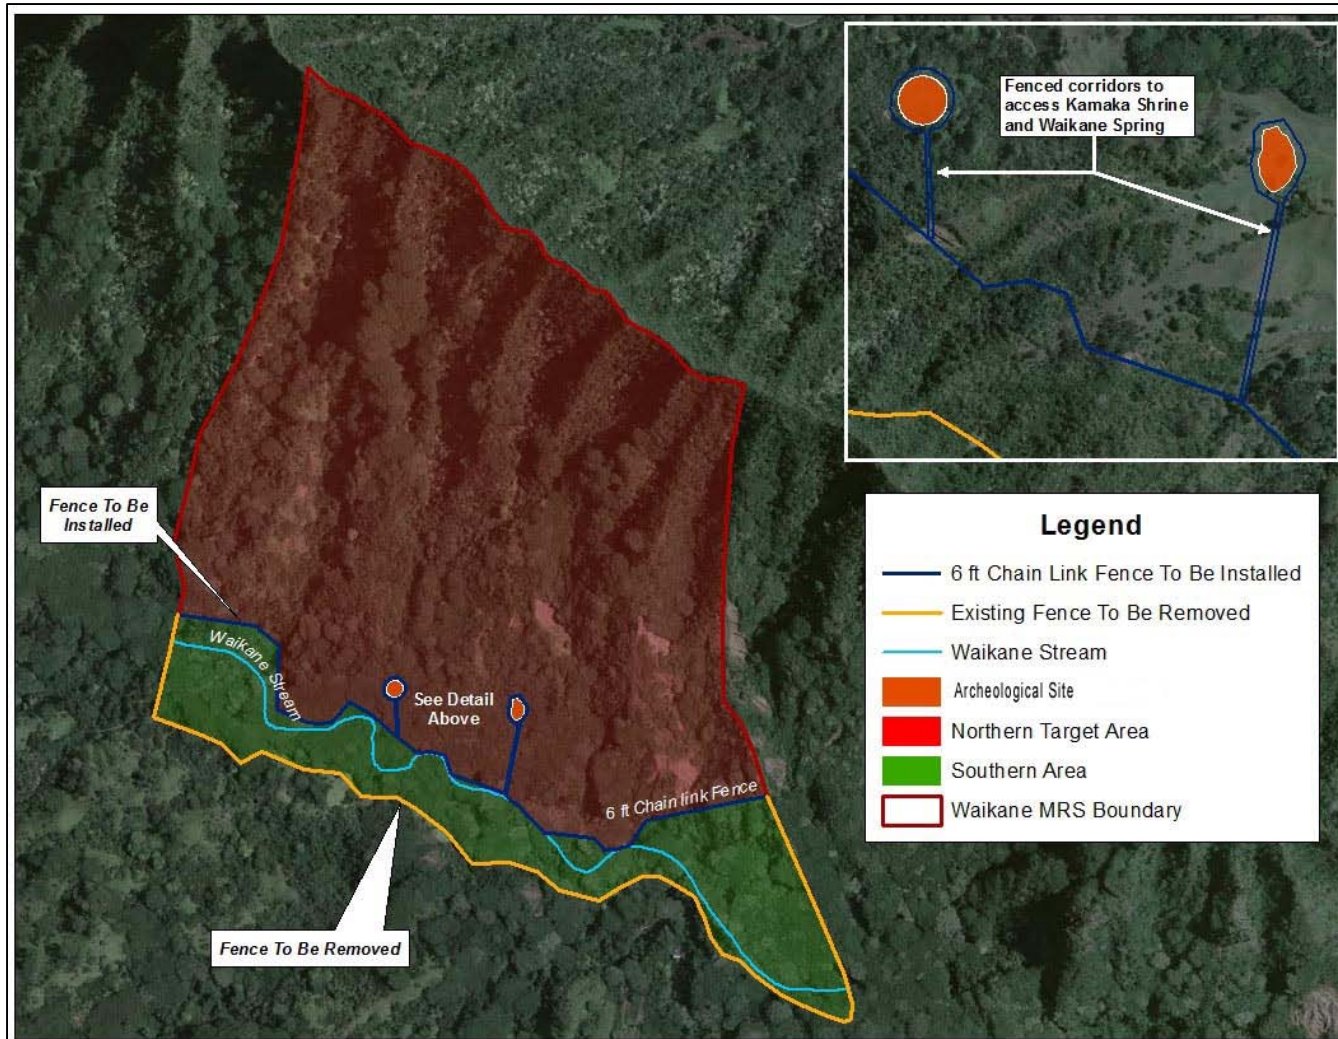 Fenced corridors to
access Kamaka Shrine
and Waikane Spring
Fence To Be
Installed
Waikane Stream
See Detail
Above
6 ft Chain link Fence
Fence To Be Removed
Legend
6 ft Chain Link Fence To Be Installed
Existing Fence To Be Removed
Waikane Stream
Archeological Site
Northern Target Area
Southern Area
Waikane MRS Boundary